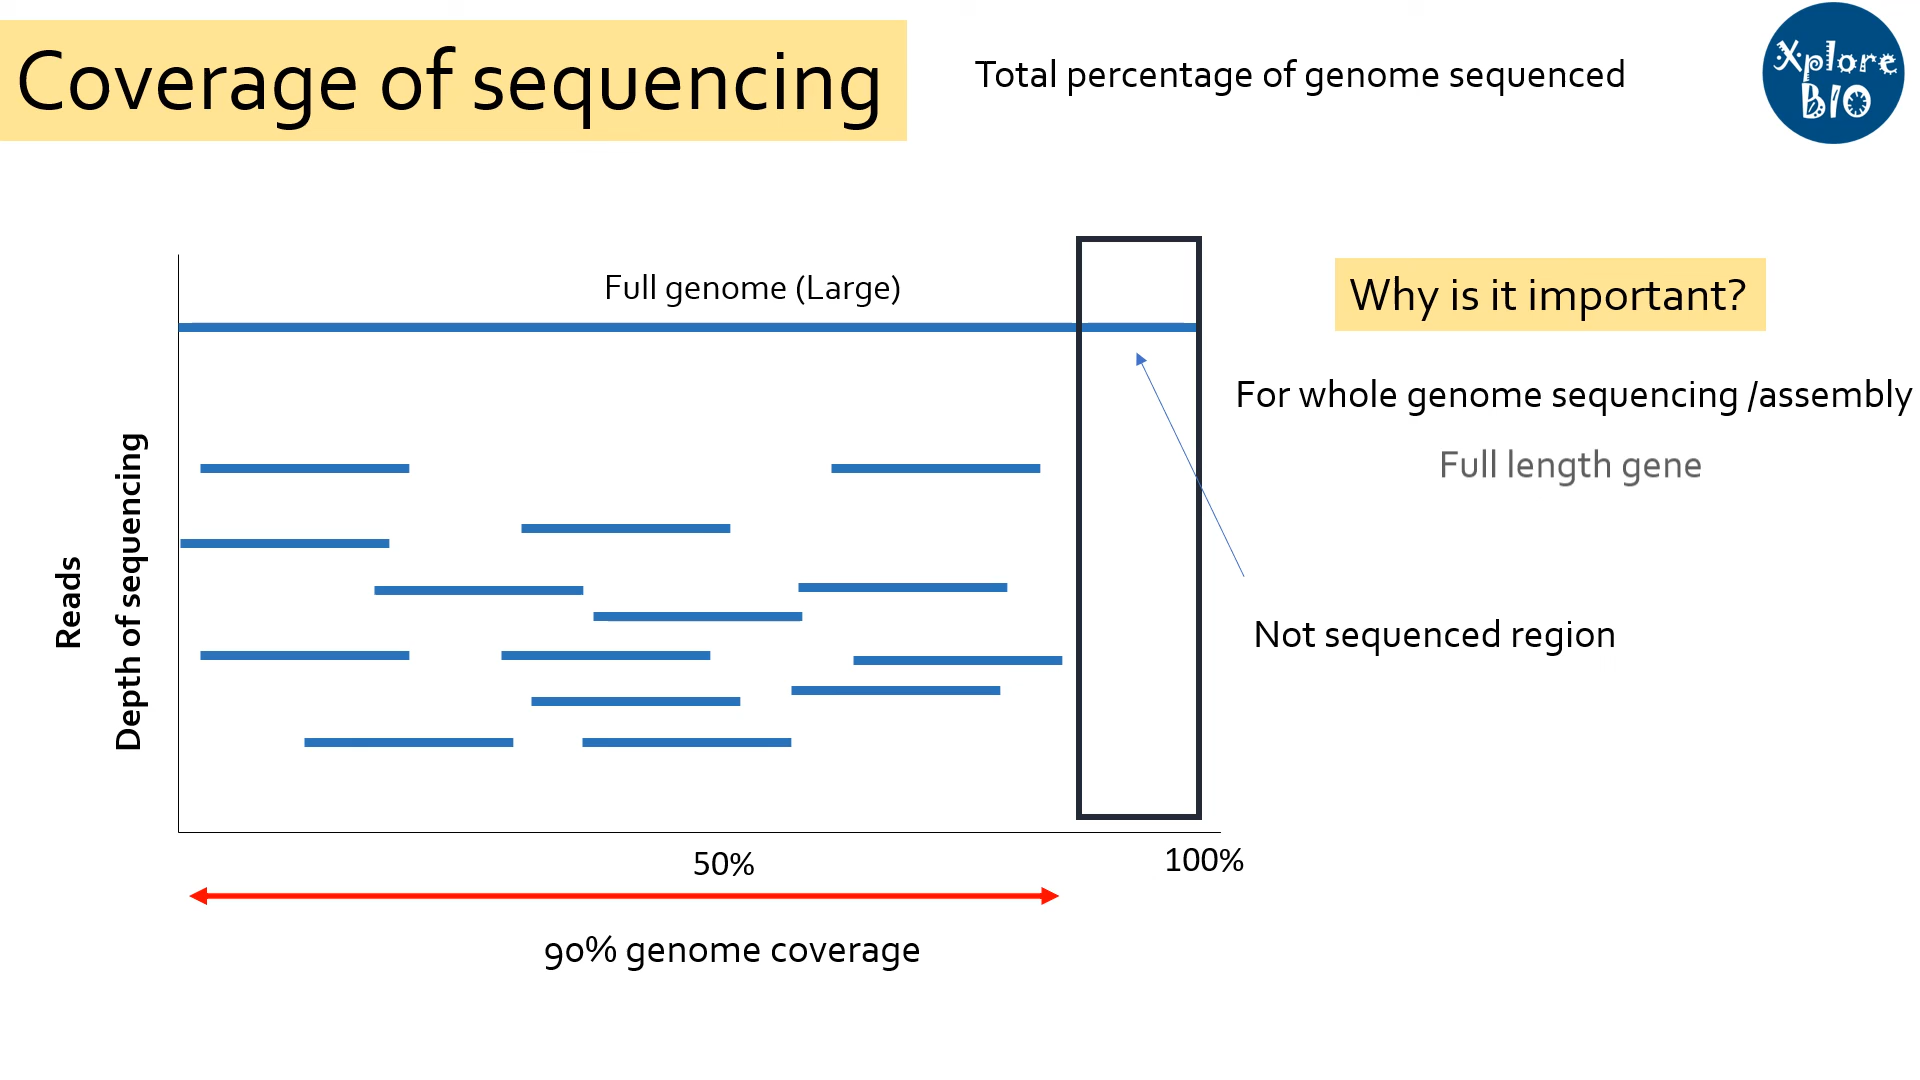 Coverage of sequencing
Total percentage of genome sequenced
Xplore
BIO
Full genome (Large)
Why is it important?
For whole genome sequencing /assembly
Full length gene
Reads
Depth of sequencing
Not sequenced region
50%
100%
90% genome coverage